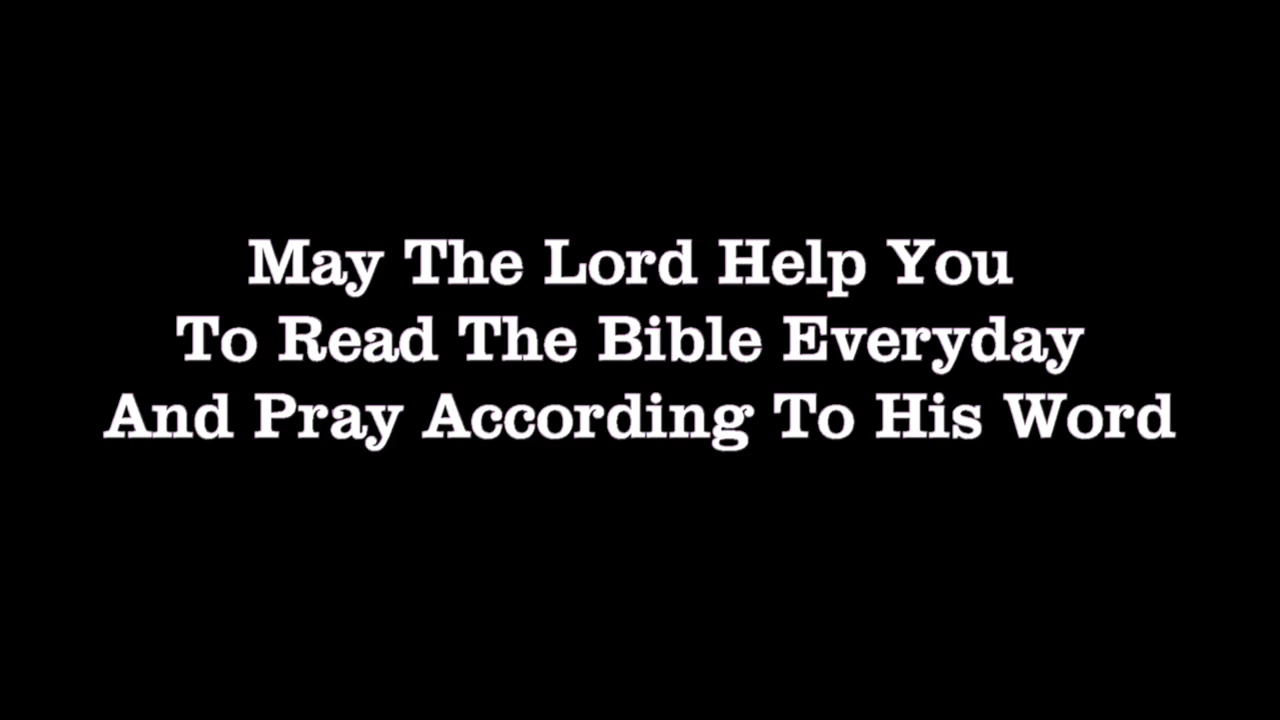 May The Lord Help You
To Read The Bible Everyday
And Pray According To His Word